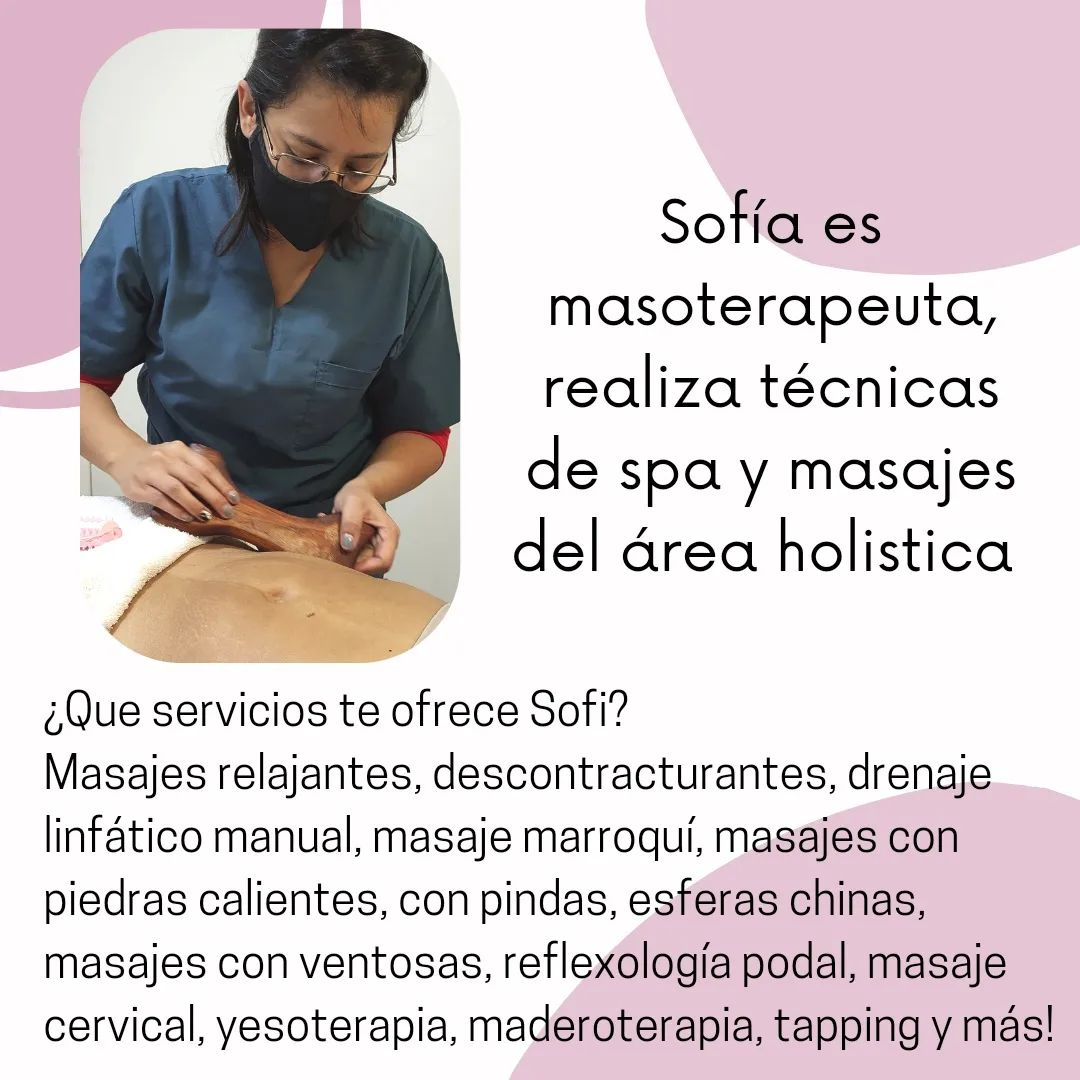 Sofía es
masoterapeuta,
realiza técnicas
de spa y masajes
del área holistica
¿Que servicios te ofrece Sofi?
Masajes relajantes, descontracturantes, drenaje
linfático manual, masaje marroquí, masajes con
piedras calientes, con pindas, esferas chinas,
masajes con ventosas, reflexología podal, masaje
cervical, yesoterapia, maderoterapia, tapping y más!